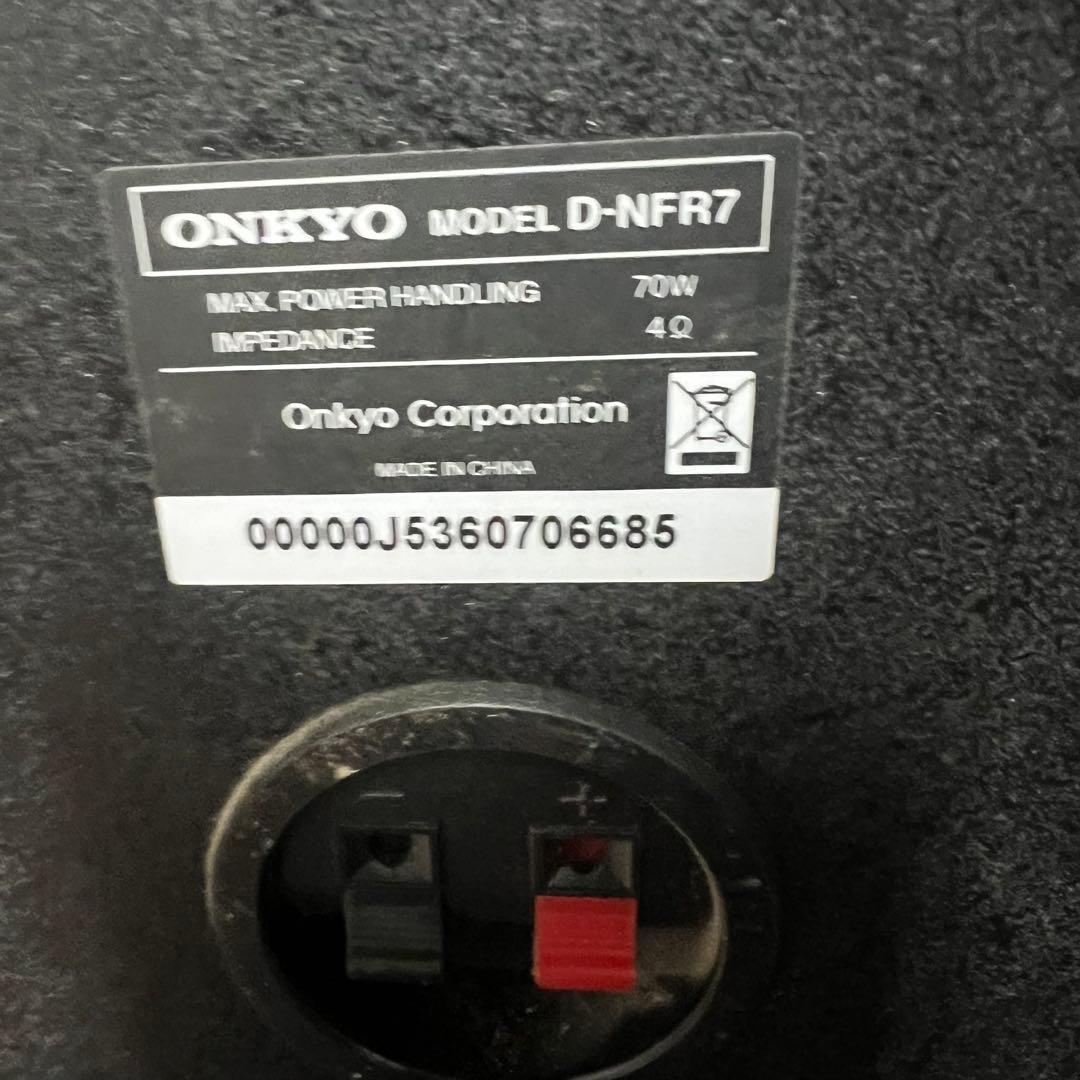 ONKYO MODEL D-NFR7
MAX. POWER HANDLING 70W
IMPEDANCE 4Ω
Onkyo Corporation
MADE IN CHINA
00000J5360706685
- +